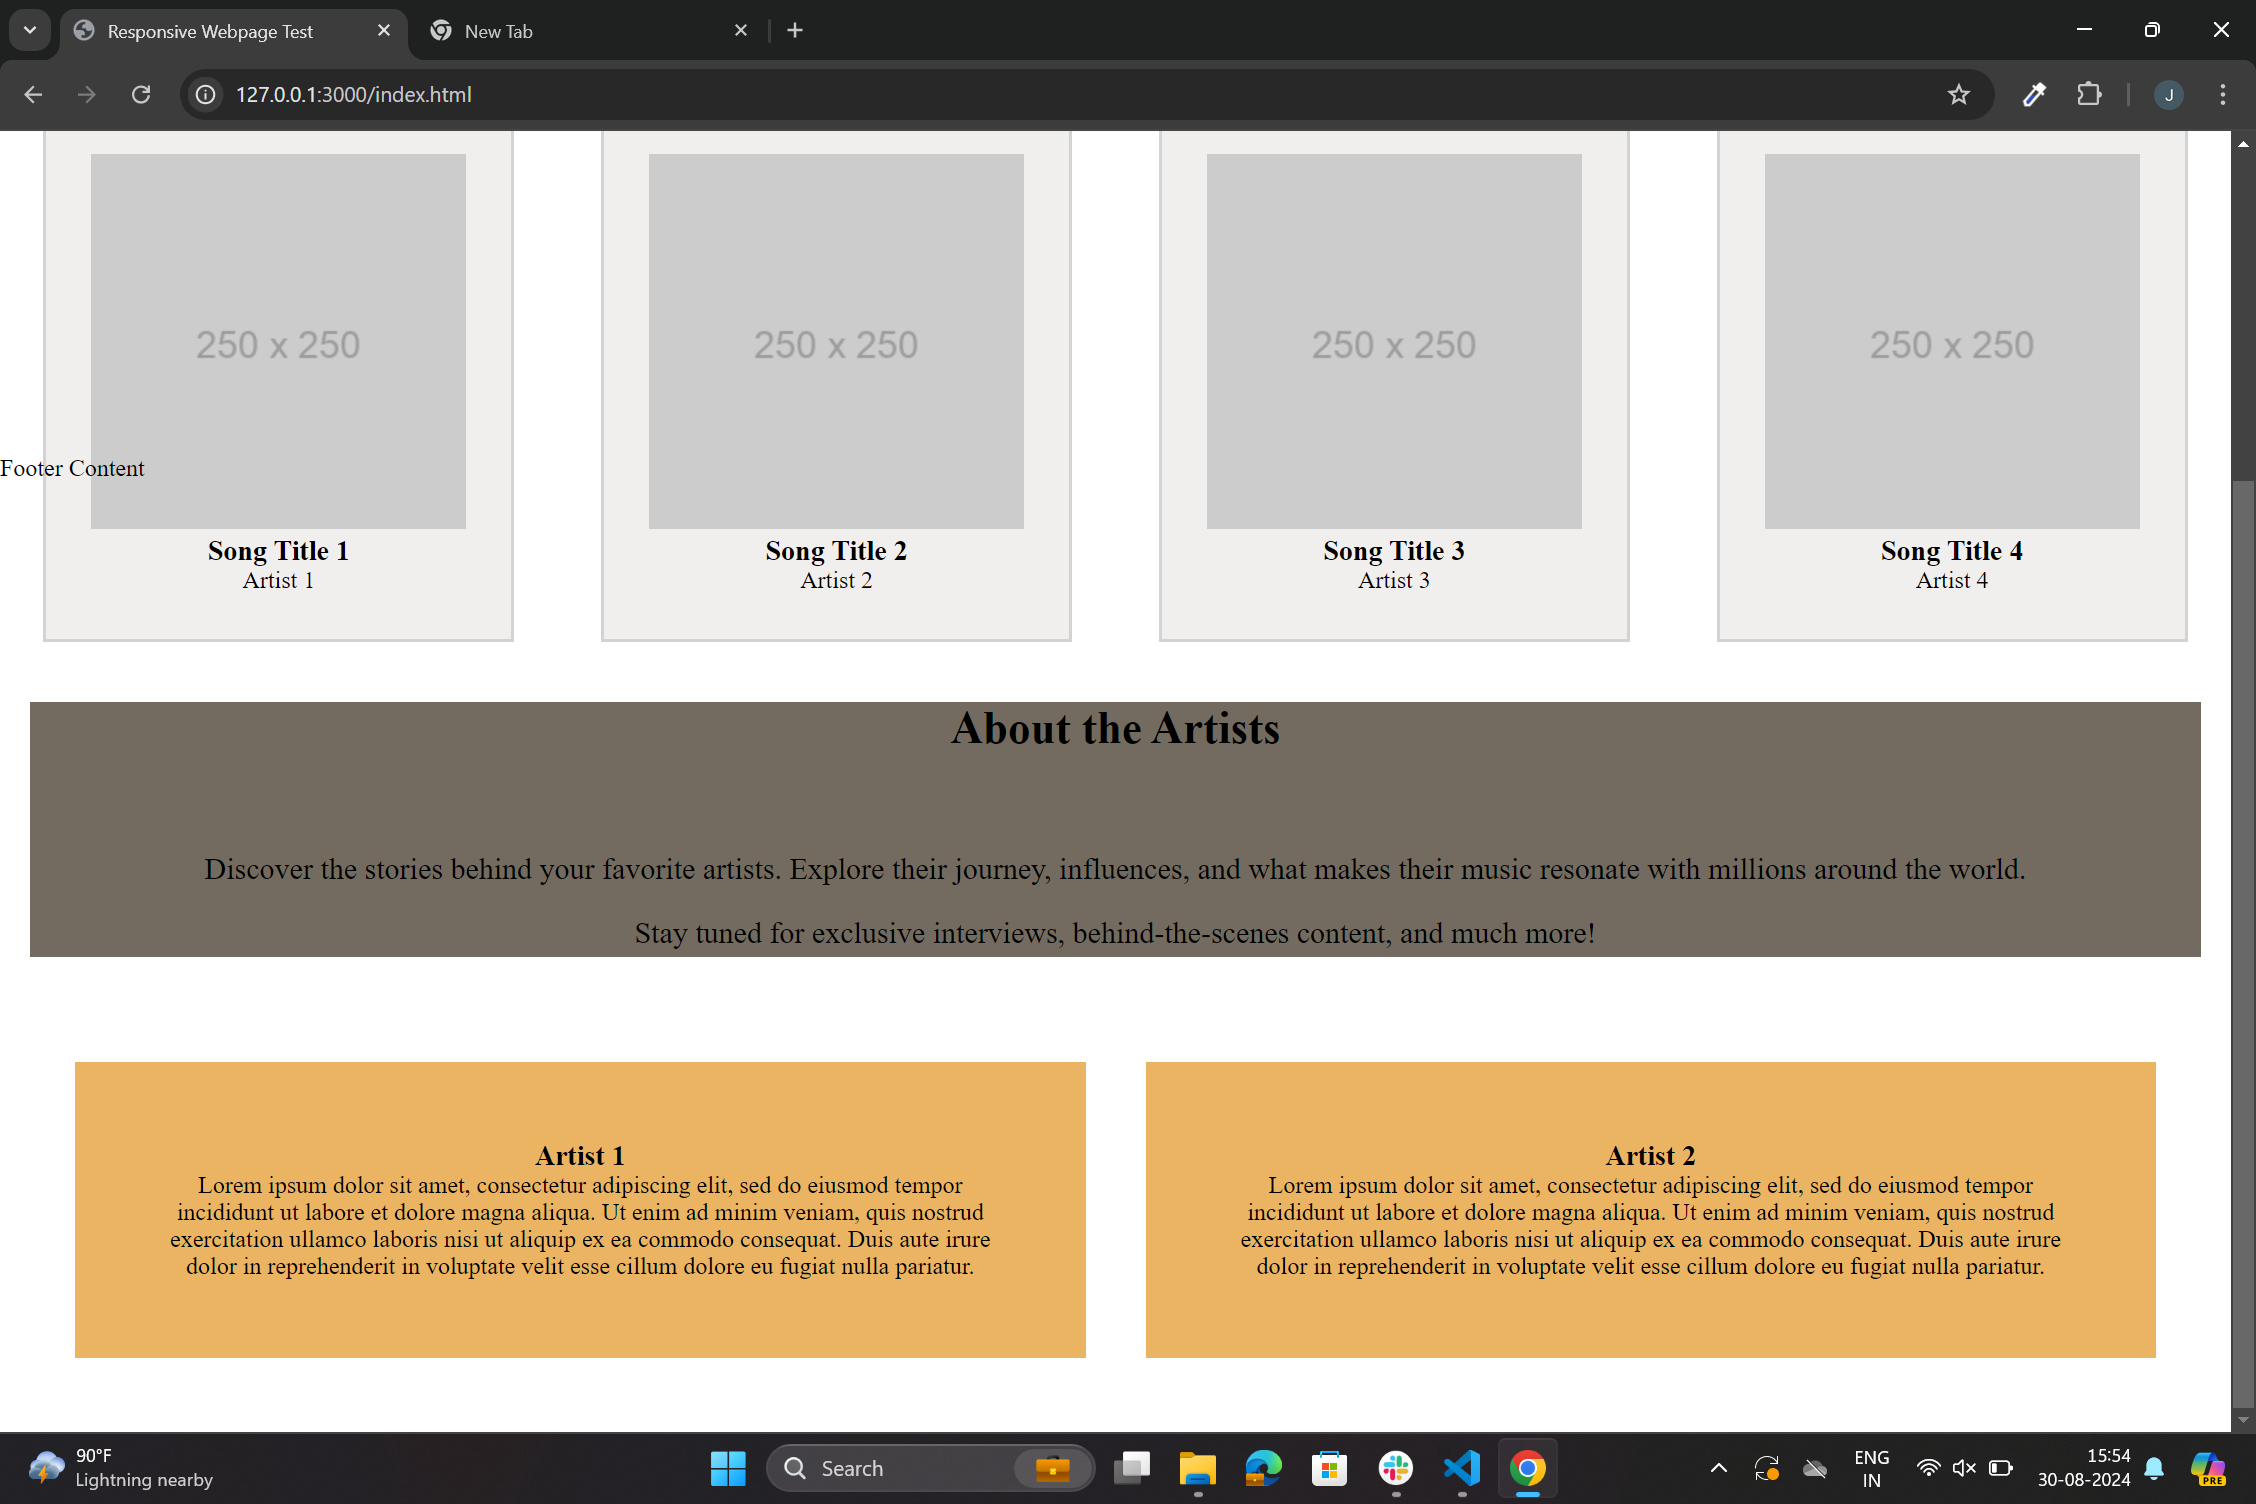 Responsive Webpage Test
New Tab
127.0.0.1:3000/index.html
J
250 x 250
250 x 250
250 x 250
250 x 250
Footer Content
Song Title 1
Artist 1
Song Title 2
Artist 2
Song Title 3
Artist 3
Song Title 4
Artist 4
About the Artists
Discover the stories behind your favorite artists. Explore their journey, influences, and what makes their music resonate with millions around the world.
Stay tuned for exclusive interviews, behind-the-scenes content, and much more!
Artist 1
Lorem ipsum dolor sit amet, consectetur adipiscing elit, sed do eiusmod tempor
incididunt ut labore et dolore magna aliqua. Ut enim ad minim veniam, quis nostrud
exercitation ullamco laboris nisi ut aliquip ex ea commodo consequat. Duis aute irure
dolor in reprehenderit in voluptate velit esse cillum dolore eu fugiat nulla pariatur.
Artist 2
Lorem ipsum dolor sit amet, consectetur adipiscing elit, sed do eiusmod tempor
incididunt ut labore et dolore magna aliqua. Ut enim ad minim veniam, quis nostrud
exercitation ullamco laboris nisi ut aliquip ex ea commodo consequat. Duis aute irure
dolor in reprehenderit in voluptate velit esse cillum dolore eu fugiat nulla pariatur.
90°F
Lightning nearby
Search
ENG
IN
15:54
30-08-2024
PRE